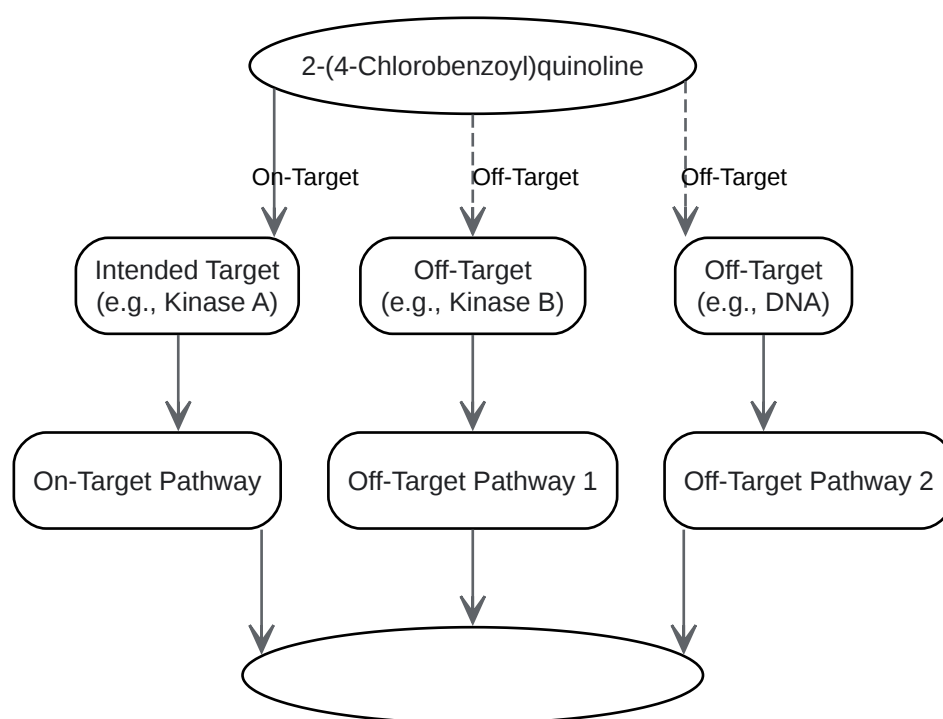 2-(4-Chlorobenzoyl)quinoline
On-Target
Off-Target
Off-Target
Intended Target
(e.g., Kinase A)
Off-Target
(e.g., Kinase B)
Off-Target
(e.g., DNA)
On-Target Pathway
Off-Target Pathway 1
Off-Target Pathway 2